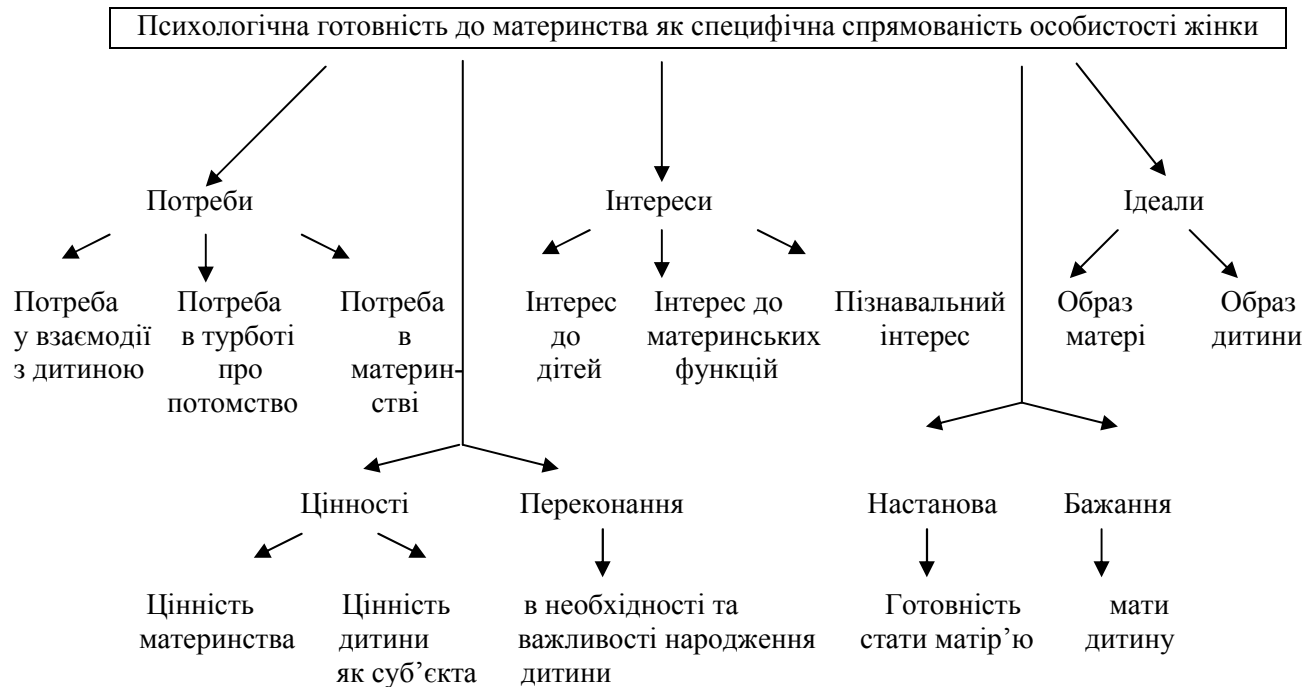 Психологічна готовність до материнства як специфічна спрямованість особистості жінки
Потреби
Інтереси
Ідеали
Потреба
у взаємодії
з дитиною
Потреба
в турботі
про
потомство
Потреба
в
материн-
стві
Інтерес
до
дітей
Інтерес до
материнських
функцій
Пізнавальний
інтерес
Образ
матері
Образ
дитини
Цінності
Переконання
Настанова
Бажання
Цінність
материнства
Цінність
дитини
як суб’єкта
в необхідності та
важливості народження
дитини
Готовність
стати матір’ю
мати
дитину